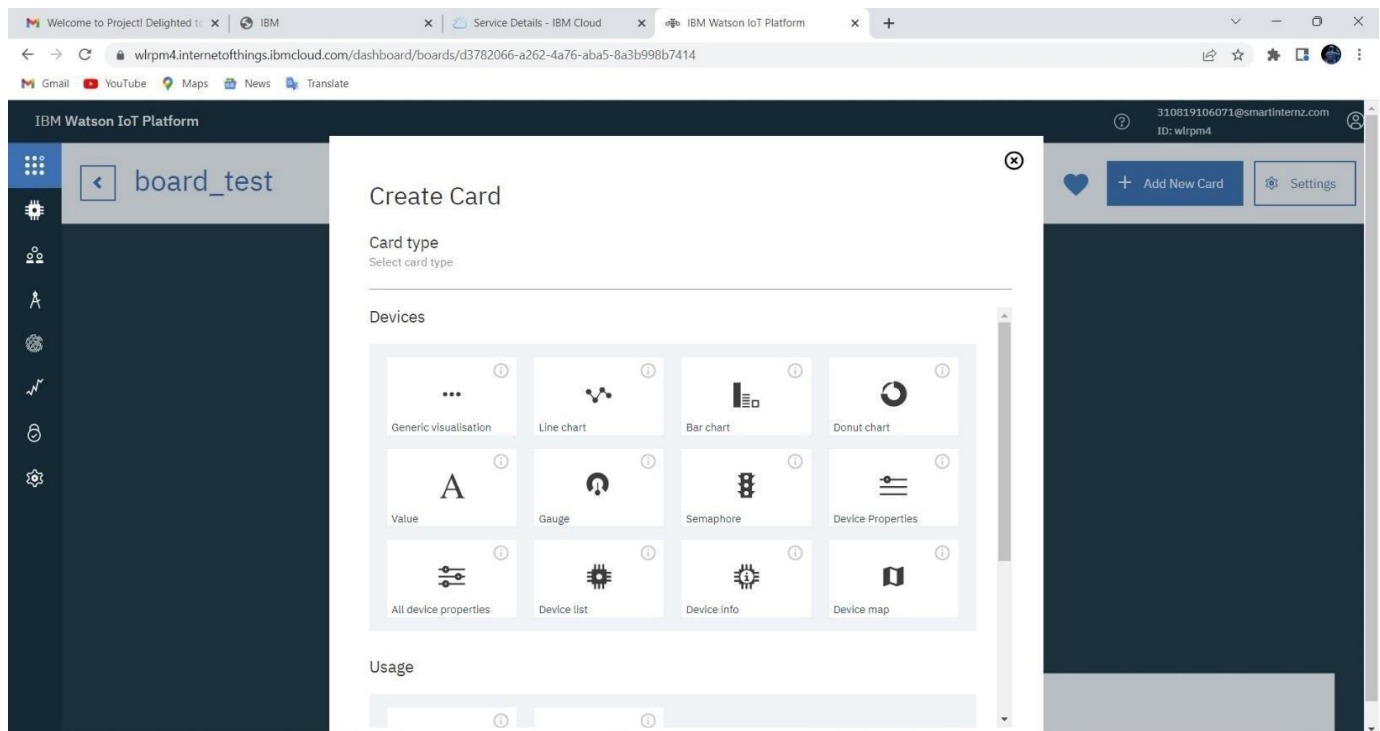 Welcome to Project! Delighted to
IBM
Service Details - IBM Cloud
IBM Watson IoT Platform
wlrpm4.internetofthings.ibmcloud.com/dashboard/boards/d3782066-a262-4a76-aba5-8a3b998b7414
Gmail
YouTube
Maps
News
Translate
IBM Watson IoT Platform
310819106071@smartinternz.com
ID: wlrpm4
board_test
Add New Card
Settings
Create Card
Card type
Select card type
Devices
Generic visualisation
Line chart
Bar chart
Donut chart
A
Value
Gauge
Semaphore
Device Properties
All device properties
Device list
Device info
Device map
Usage